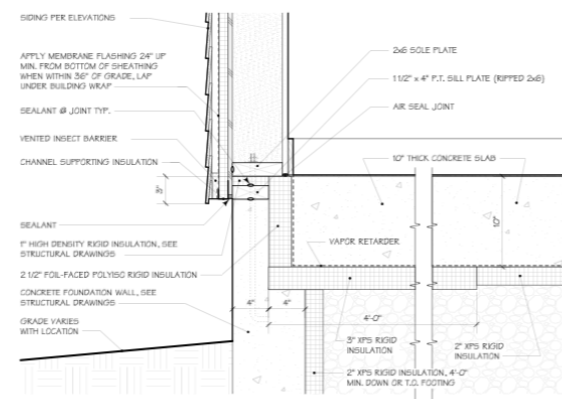 SIDING PER ELEVATIONS
APPLY MEMBRANE FLASHING 24" UP
MIN. FROM BOTTOM OF SHEATHING
WHEN WITHIN 36" OF GRADE, LAP
UNDER BUILDING WRAP
SEALANT @ JOINT TYP.
VENTED INSECT BARRIER
CHANNEL SUPPORTING INSULATION
3"
SEALANT
1" HIGH DENSITY RIGID INSULATION, SEE
STRUCTURAL DRAWINGS
2 1/2" FOIL-FACED POLYISO RIGID INSULATION
CONCRETE FOUNDATION WALL, SEE
STRUCTURAL DRAWINGS
GRADE VARIES
WITH LOCATION
2x6 SOLE PLATE
1 1/2" x 4" P.T. SILL PLATE (RIPPED 2x6)
AIR SEAL JOINT
10" THICK CONCRETE SLAB
10"
VAPOR RETARDER
4"
4"
4'-0"
3" XPS RIGID
INSULATION
2" XPS RIGID
INSULATION
2" XPS RIGID INSULATION, 4'-0"
MIN. DOWN OR T.O. FOOTING